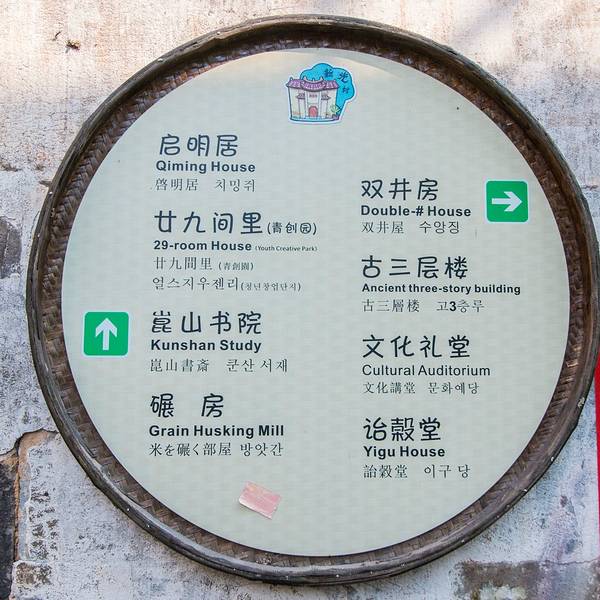 韶光村
启明居
Qiming House
啓明居 치밍쥐
廿九间里(青创园)
29-room House (Youth Creative Park)
廿九間里 (青創園)
얼스지우젠리(청년창업단지)
崑山书院
Kunshan Study
崑山書斎 쿤산 서재
碾 房
Grain Husking Mill
米を碾く部屋 방앗간
双井房
Double-# House
双井屋 수앙징
古三层楼
Ancient three-story building
古三層楼 고3층루
文化礼堂
Cultural Auditorium
文化講堂 문화예당
诒榖堂
Yigu House
詒榖堂 이구 당